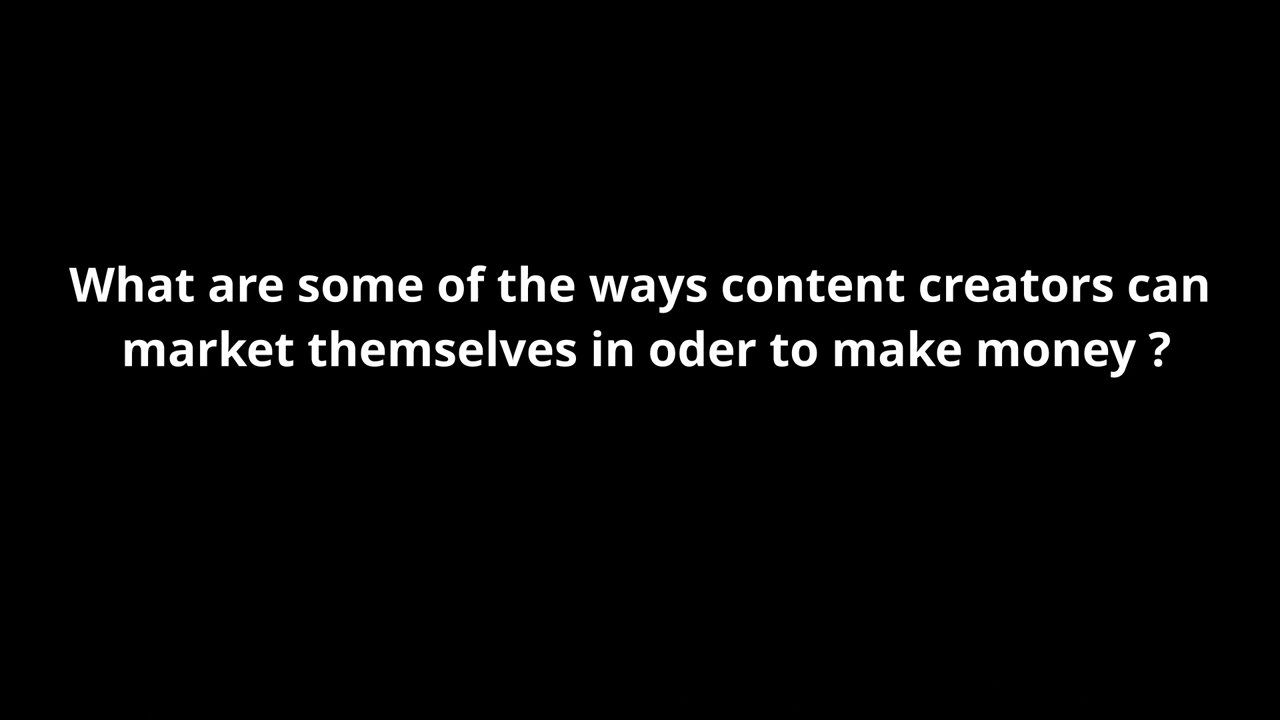 What are some of the ways content creators can
market themselves in oder to make money ?